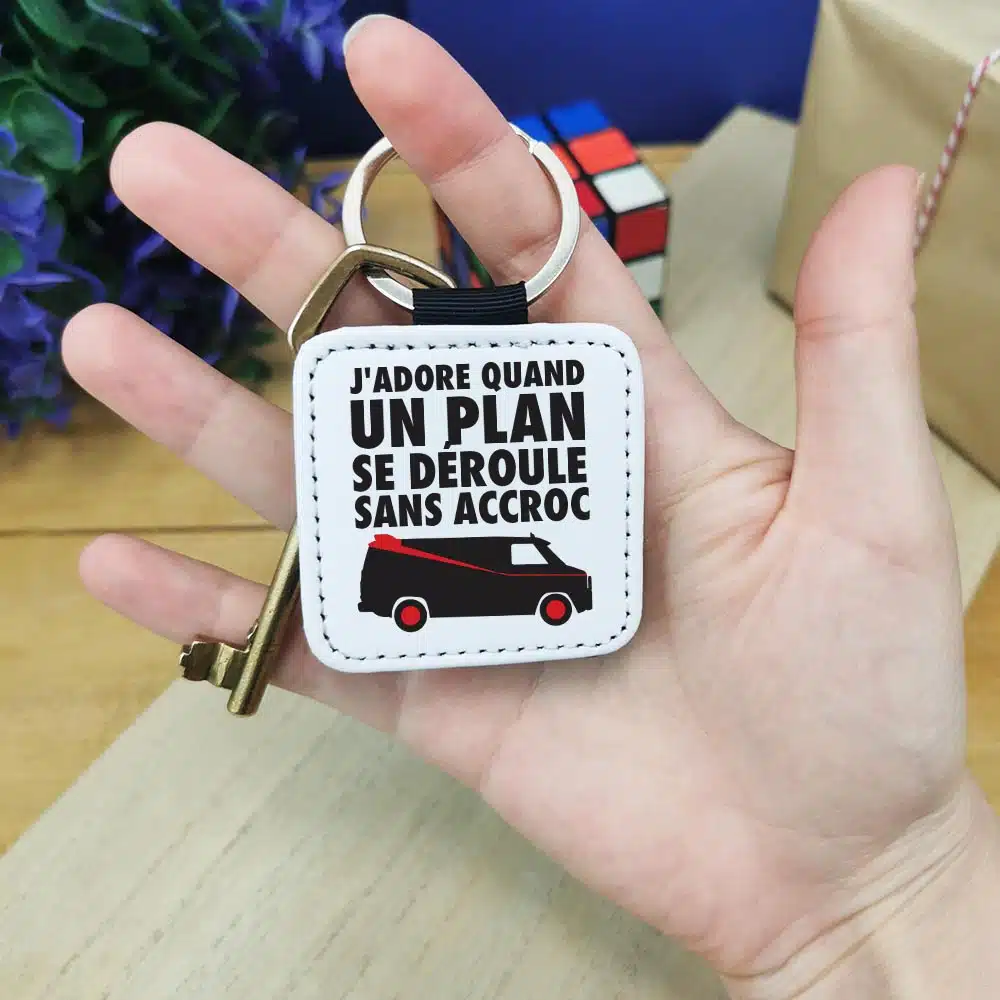 J'ADORE QUAND
UN PLAN
SE DÉROULE
SANS ACCROC